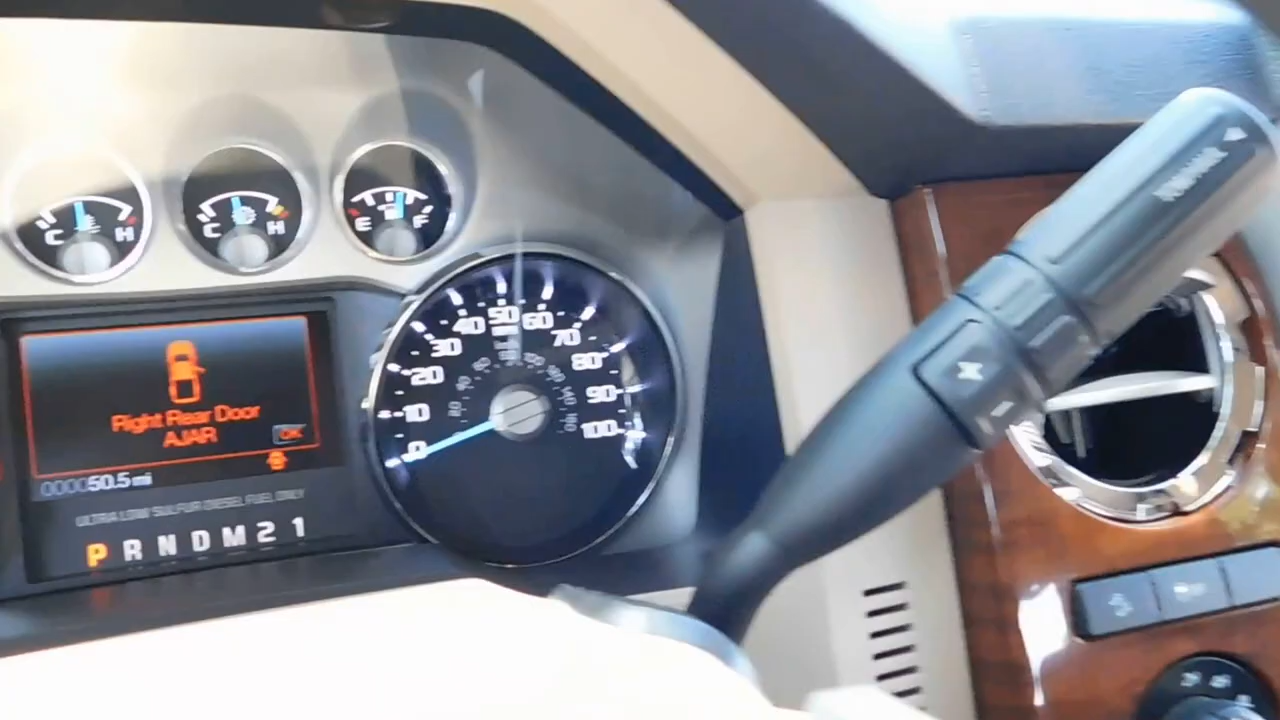 C H
C H
E F
0 10 20 30 40 50 60 70 80 90 100
Right Rear Door
AJAR
OK
000050.5 mi
ULTRA LOW SULFUR DIESEL FUEL ONLY
P R N D M 2 1
+
-